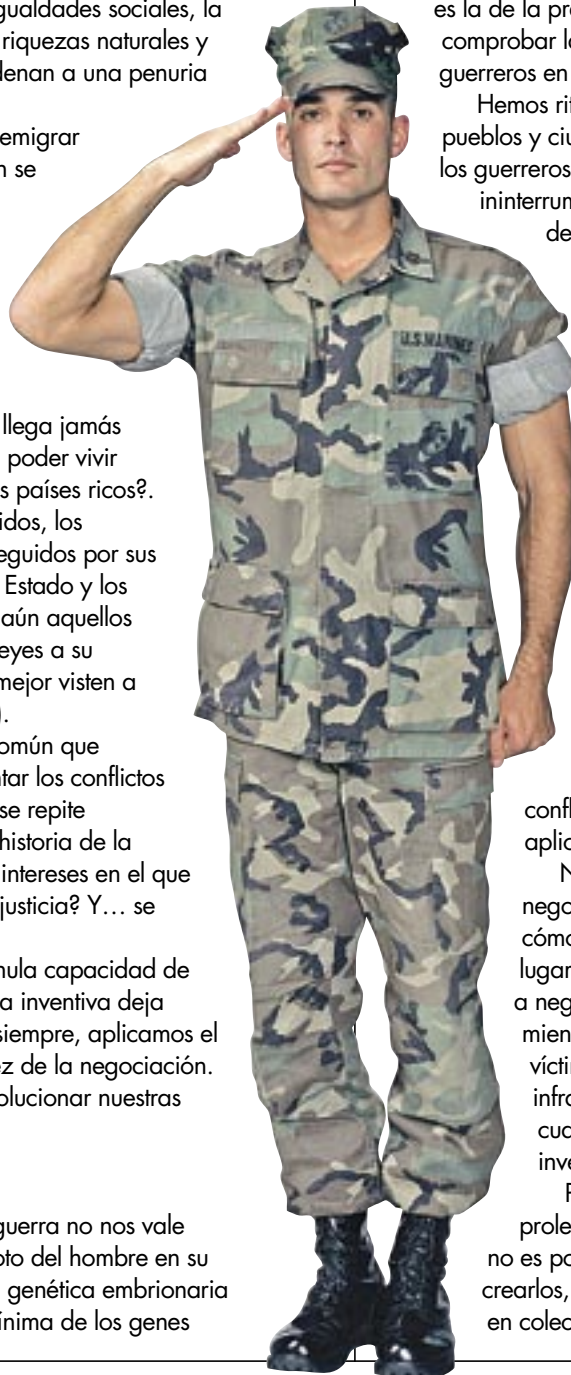 gualdades sociales, la
riquezas naturales y
denan a una penuria
emigrar
n se
llega jamás
poder vivir
s países ricos?.
idos, los
eguidos por sus
Estado y los
aún aquellos
eyes a su
mejor visten a
).
omún que
ntar los conflictos
se repite
historia de la
intereses en el que
justicia? Y… se
nula capacidad de
a inventiva deja
siempre, aplicamos el
ez de la negociación.
olucionar nuestras
guerra no nos vale
oto del hombre en su
genética embrionaria
ínima de los genes
U.S. MARINES
es la de la pr
comprobar l
guerreros en
Hemos ri
pueblos y ciu
los guerreros
ininterrum
de
confl
aplic
N
nego
cómo
lugar
a neg
mien
vícti
infra
cua
inve
P
prole
no es po
crearlos,
en colec